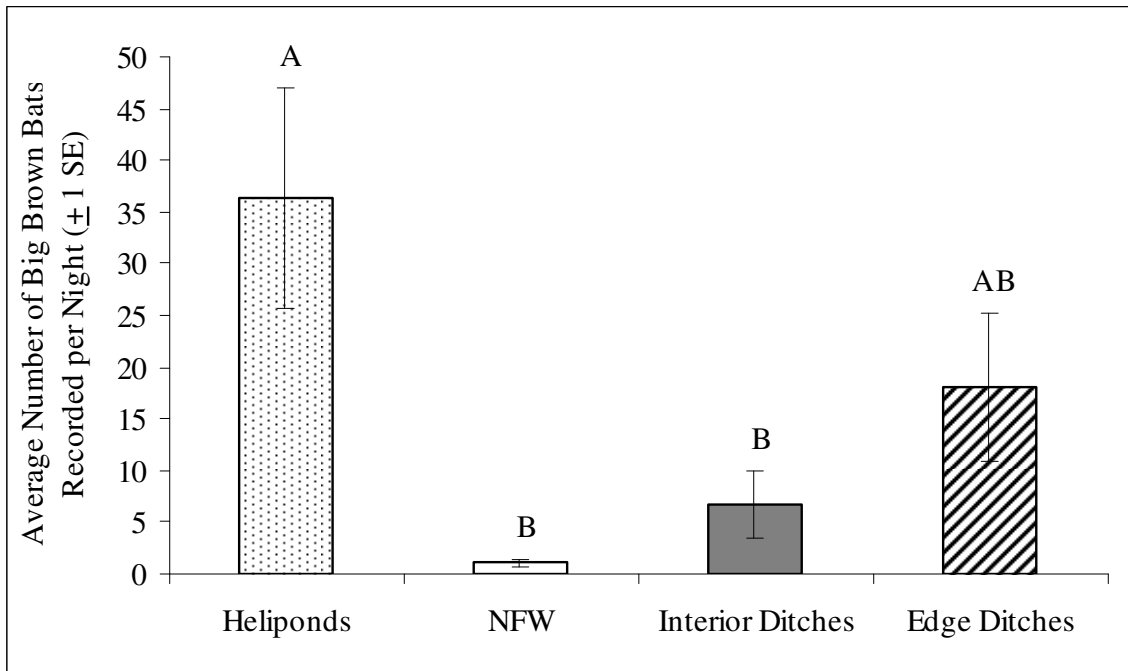 Average Number of Big Brown Bats
Recorded per Night (± 1 SE)
50
45
40
35
30
25
20
15
10
5
0
A
B
B
AB
Heliponds
NFW
Interior Ditches
Edge Ditches